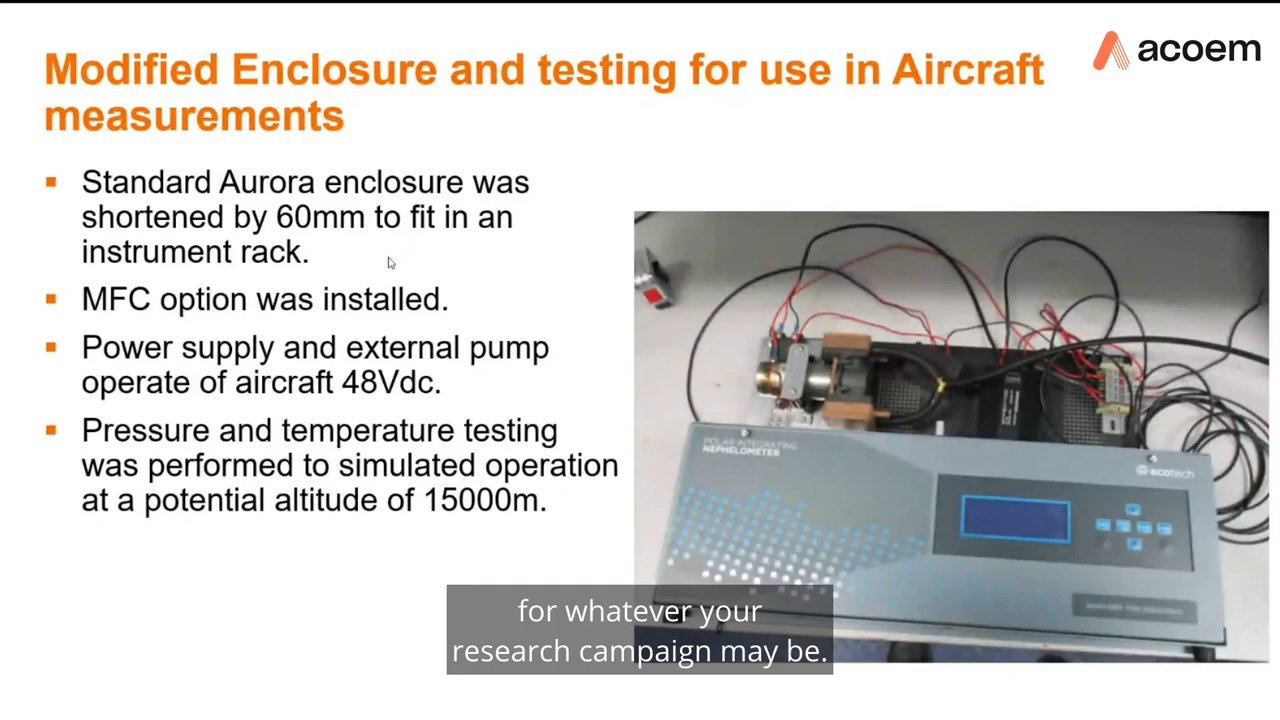 acoem
Modified Enclosure and testing for use in Aircraft
measurements
▪ Standard Aurora enclosure was
shortened by 60mm to fit in an
instrument rack.
▪ MFC option was installed.
▪ Power supply and external pump
operate of aircraft 48Vdc.
▪ Pressure and temperature testing
was performed to simulated operation
at a potential altitude of 15000m.
POLAR INTEGRATING
NEPHELOMETER
ecotech
for whatever your
research campaign may be.